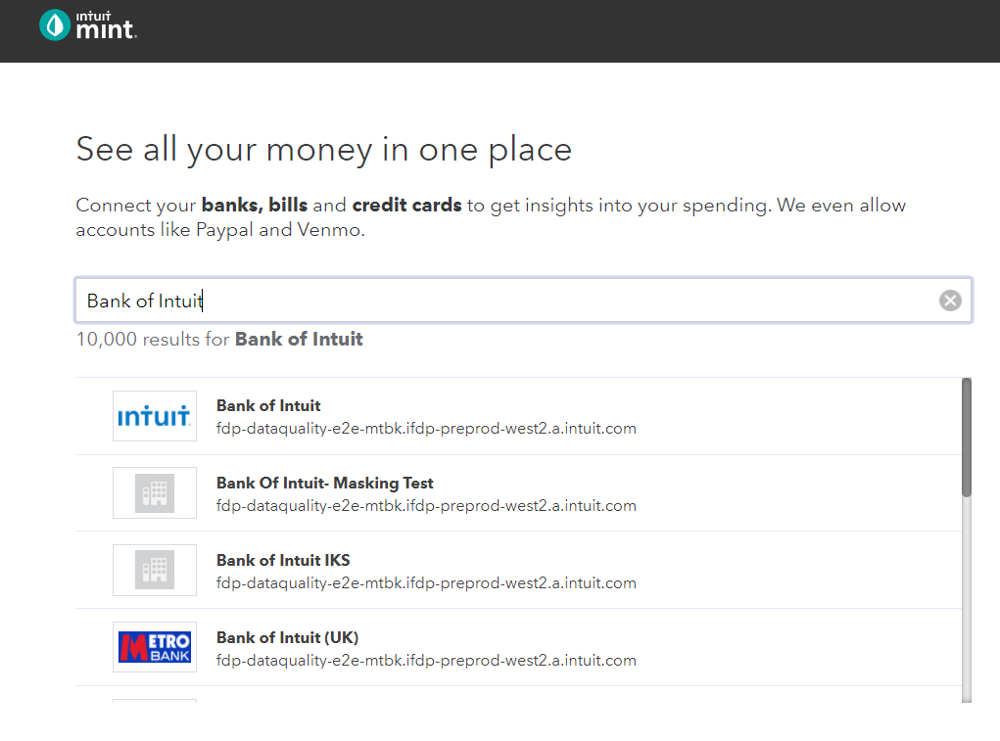 intuit
mint.
See all your money in one place
Connect your banks, bills and credit cards to get insights into your spending. We even allow
accounts like Paypal and Venmo.
Bank of Intuit
10,000 results for Bank of Intuit
intuit.
Bank of Intuit
fdp-dataquality-e2e-mtbk.ifdp-preprod-west2.a.intuit.com
Bank Of Intuit- Masking Test
fdp-dataquality-e2e-mtbk.ifdp-preprod-west2.a.intuit.com
Bank of Intuit IKS
fdp-dataquality-e2e-mtbk.ifdp-preprod-west2.a.intuit.com
METRO
BANK
Bank of Intuit (UK)
fdp-dataquality-e2e-mtbk.ifdp-preprod-west2.a.intuit.com